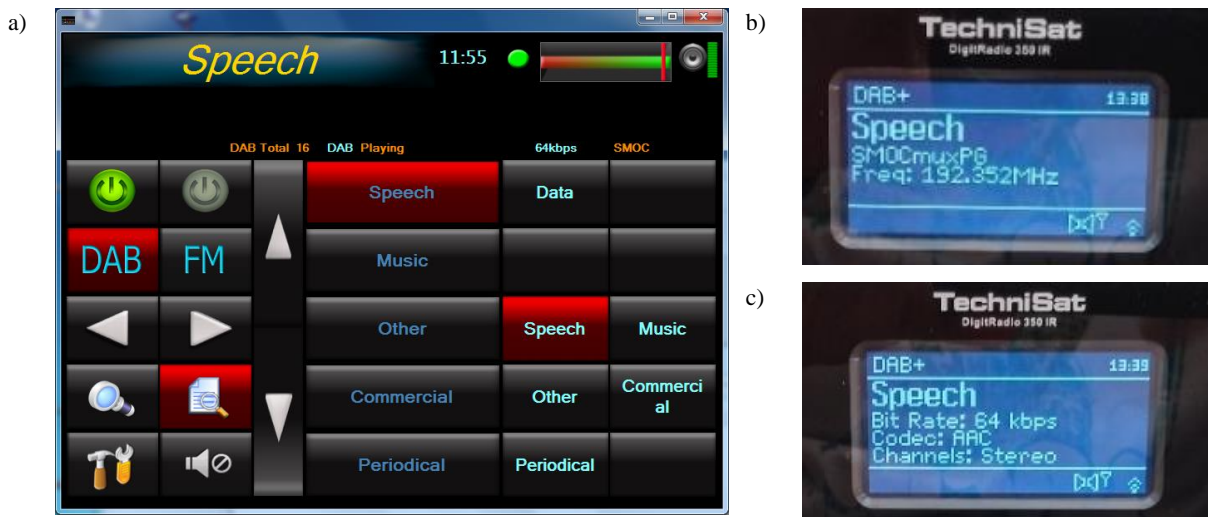 a)
Speech
11:55
DAB Total 16 DAB Playing 64kbps SMOC
Speech Data
DAB FM Music
Other Speech Music
Commercial Other Commerci
al
Periodical Periodical
b)
TechniSat
DigitRadio 350 IR
DAB+ 13:38
Speech
SMOCmuxPG
Freq: 192.352MHz
c)
TechniSat
DigitRadio 350 IR
DAB+ 13:39
Speech
Bit Rate: 64 kbps
Codec: AAC
Channels: Stereo